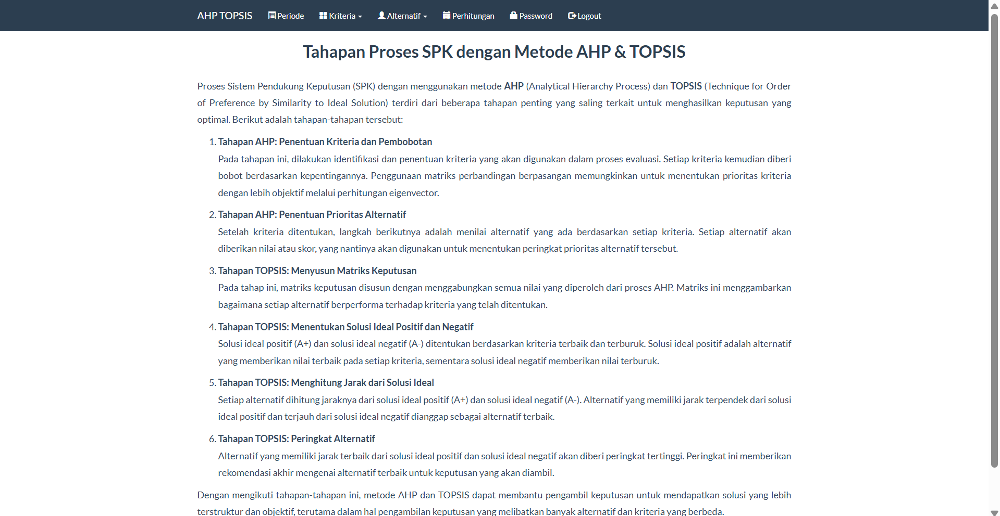 AHP TOPSIS Periode Kriteria Alternatif Perhitungan Password Logout
Tahapan Proses SPK dengan Metode AHP & TOPSIS
Proses Sistem Pendukung Keputusan (SPK) dengan menggunakan metode AHP (Analytical Hierarchy Process) dan TOPSIS (Technique for Order
of Preference by Similarity to Ideal Solution) terdiri dari beberapa tahapan penting yang saling terkait untuk menghasilkan keputusan yang
optimal. Berikut adalah tahapan-tahapan tersebut:
1. Tahapan AHP: Penentuan Kriteria dan Pembobotan
Pada tahapan ini, dilakukan identifikasi dan penentuan kriteria yang akan digunakan dalam proses evaluasi. Setiap kriteria kemudian diberi
bobot berdasarkan kepentingannya. Penggunaan matriks perbandingan berpasangan memungkinkan untuk menentukan prioritas kriteria
dengan lebih objektif melalui perhitungan eigenvector.
2. Tahapan AHP: Penentuan Prioritas Alternatif
Setelah kriteria ditentukan, langkah berikutnya adalah menilai alternatif yang ada berdasarkan setiap kriteria. Setiap alternatif akan
diberikan nilai atau skor, yang nantinya akan digunakan untuk menentukan peringkat prioritas alternatif tersebut.
3. Tahapan TOPSIS: Menyusun Matriks Keputusan
Pada tahap ini, matriks keputusan disusun dengan menggabungkan semua nilai yang diperoleh dari proses AHP. Matriks ini menggambarkan
bagaimana setiap alternatif berperforma terhadap kriteria yang telah ditentukan.
4. Tahapan TOPSIS: Menentukan Solusi Ideal Positif dan Negatif
Solusi ideal positif (A+) dan solusi ideal negatif (A-) ditentukan berdasarkan kriteria terbaik dan terburuk. Solusi ideal positif adalah alternatif
yang memberikan nilai terbaik pada setiap kriteria, sementara solusi ideal negatif memberikan nilai terburuk.
5. Tahapan TOPSIS: Menghitung Jarak dari Solusi Ideal
Setiap alternatif dihitung jaraknya dari solusi ideal positif (A+) dan solusi ideal negatif (A-). Alternatif yang memiliki jarak terpendek dari solusi
ideal positif dan terjauh dari solusi ideal negatif dianggap sebagai alternatif terbaik.
6. Tahapan TOPSIS: Peringkat Alternatif
Alternatif yang memiliki jarak terbaik dari solusi ideal positif dan solusi ideal negatif akan diberi peringkat tertinggi. Peringkat ini memberikan
rekomendasi akhir mengenai alternatif terbaik untuk keputusan yang akan diambil.
Dengan mengikuti tahapan-tahapan ini, metode AHP dan TOPSIS dapat membantu pengambil keputusan untuk mendapatkan solusi yang lebih
terstruktur dan objektif, terutama dalam hal pengambilan keputusan yang melibatkan banyak alternatif dan kriteria yang berbeda.